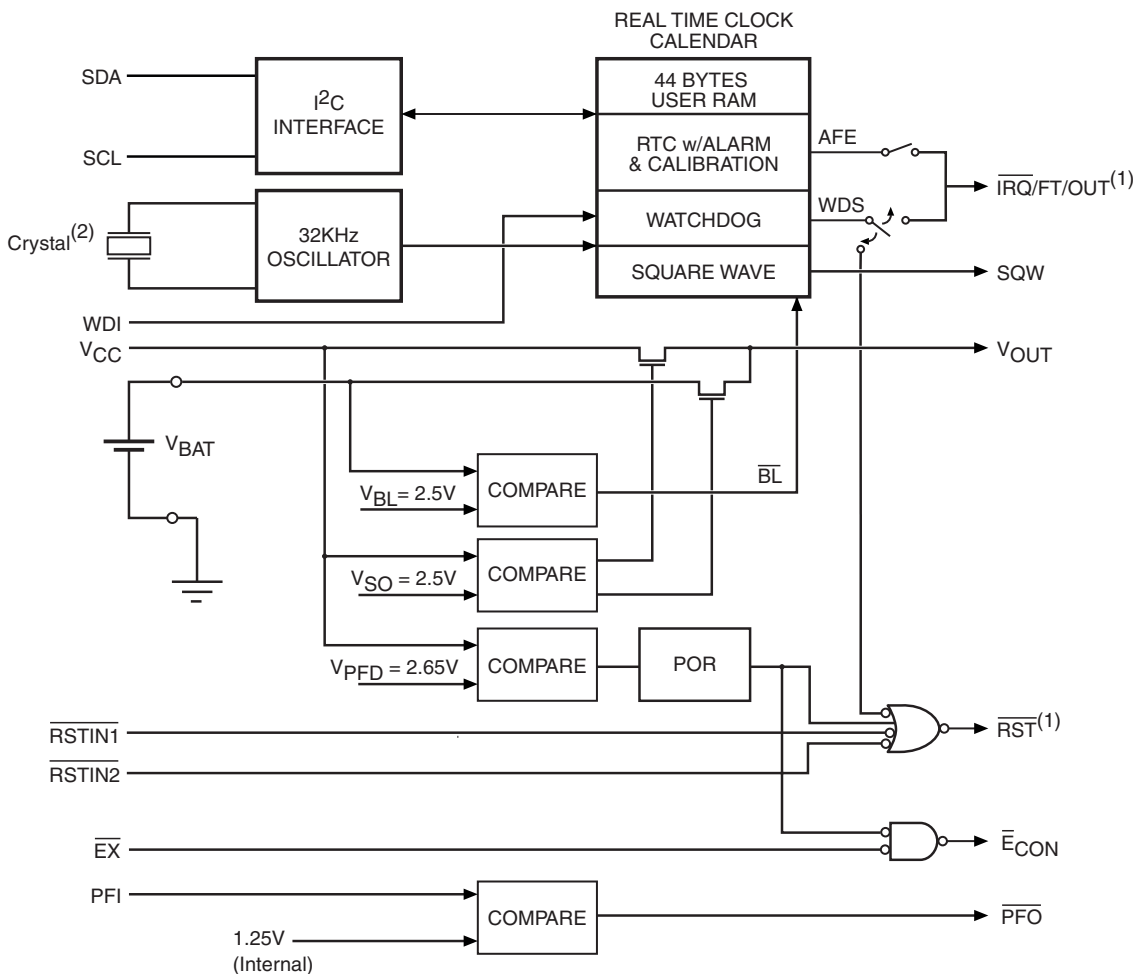 REAL TIME CLOCK
CALENDAR
SDA
SCL
I2C
INTERFACE
44 BYTES
USER RAM
RTC w/ALARM
& CALIBRATION
AFE
IRQ/FT/OUT(1)
WDS
WATCHDOG
Crystal(2)
32KHz
OSCILLATOR
SQUARE WAVE
SQW
WDI
VCC
VOUT
VBAT
VBL = 2.5V
COMPARE
BL
VSO = 2.5V
COMPARE
VPFD = 2.65V
COMPARE
POR
RSTIN1
RST(1)
RSTIN2
EX
ECON
PFI
COMPARE
PFO
1.25V
(Internal)